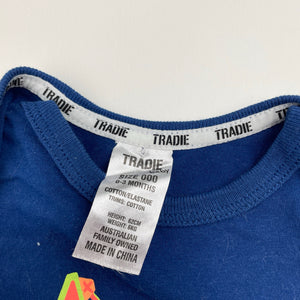 TRADIE TRADIE TRADIE TRADIE TRADIE
TRADIE
SIZE 000
0-3 MONTHS
COTTON/ELASTANE
TRIMS: COTTON
HEIGHT: 62CM
WEIGHT: 6KG
AUSTRALIAN
FAMILY OWNED
MADE IN CHINA